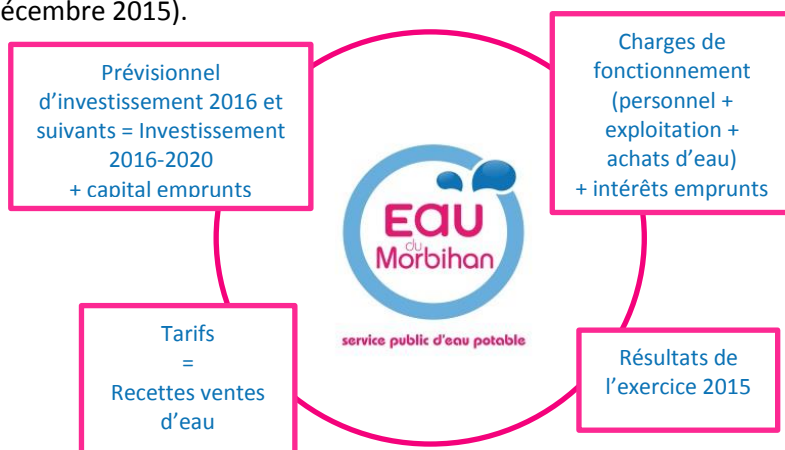 écembre 2015).
Prévisionnel
d’investissement 2016 et
suivants = Investissement
2016-2020
+ capital emprunts
Charges de
fonctionnement
(personnel +
exploitation +
achats d’eau)
+ intérêts emprunts
Eau
du
Morbihan
service public d'eau potable
Tarifs
=
Recettes ventes
d’eau
Résultats de
l’exercice 2015